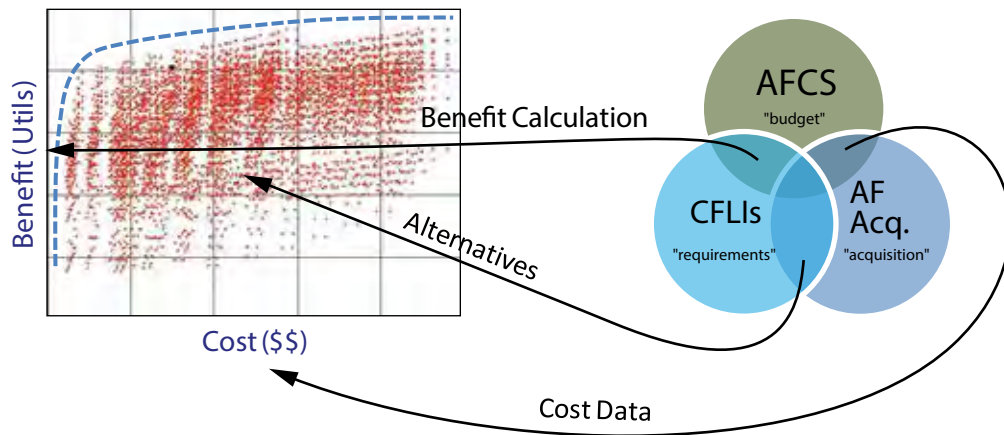 Benefit (Utils)
Cost ($$)
Benefit Calculation
Alternatives
Cost Data
AFCS
"budget"
CFLIs
"requirements"
AF
Acq.
"acquisition"